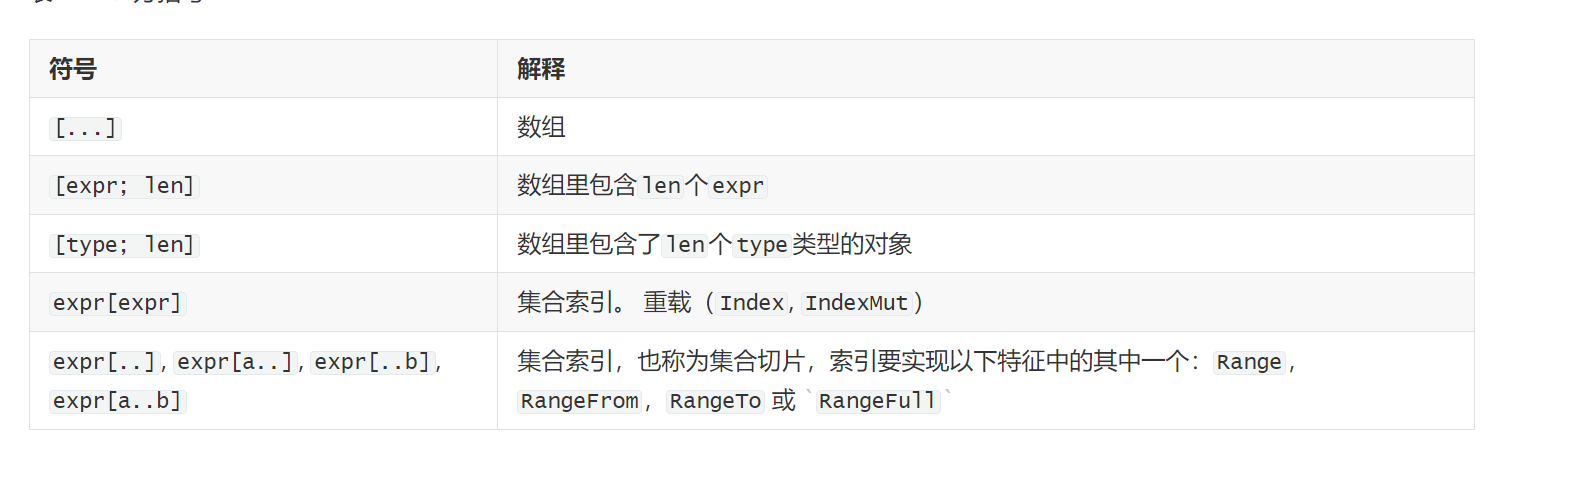 符号 解释
[...] 数组
[expr; len] 数组里包含len个expr
[type; len] 数组里包含了len个type类型的对象
expr[expr] 集合索引。 重载（Index, IndexMut）
expr[..], expr[a..], expr[..b], 集合索引，也称为集合切片，索引要实现以下特征中的其中一个：Range，
expr[a..b] RangeFrom，RangeTo 或 `RangeFull`